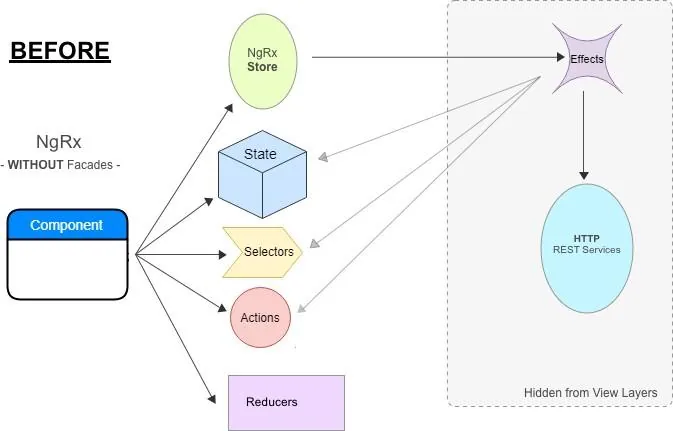 BEFORE
NgRx
- WITHOUT Facades -
Component
NgRx
Store
State
Selectors
Actions
Reducers
Effects
HTTP
REST Services
Hidden from View Layers